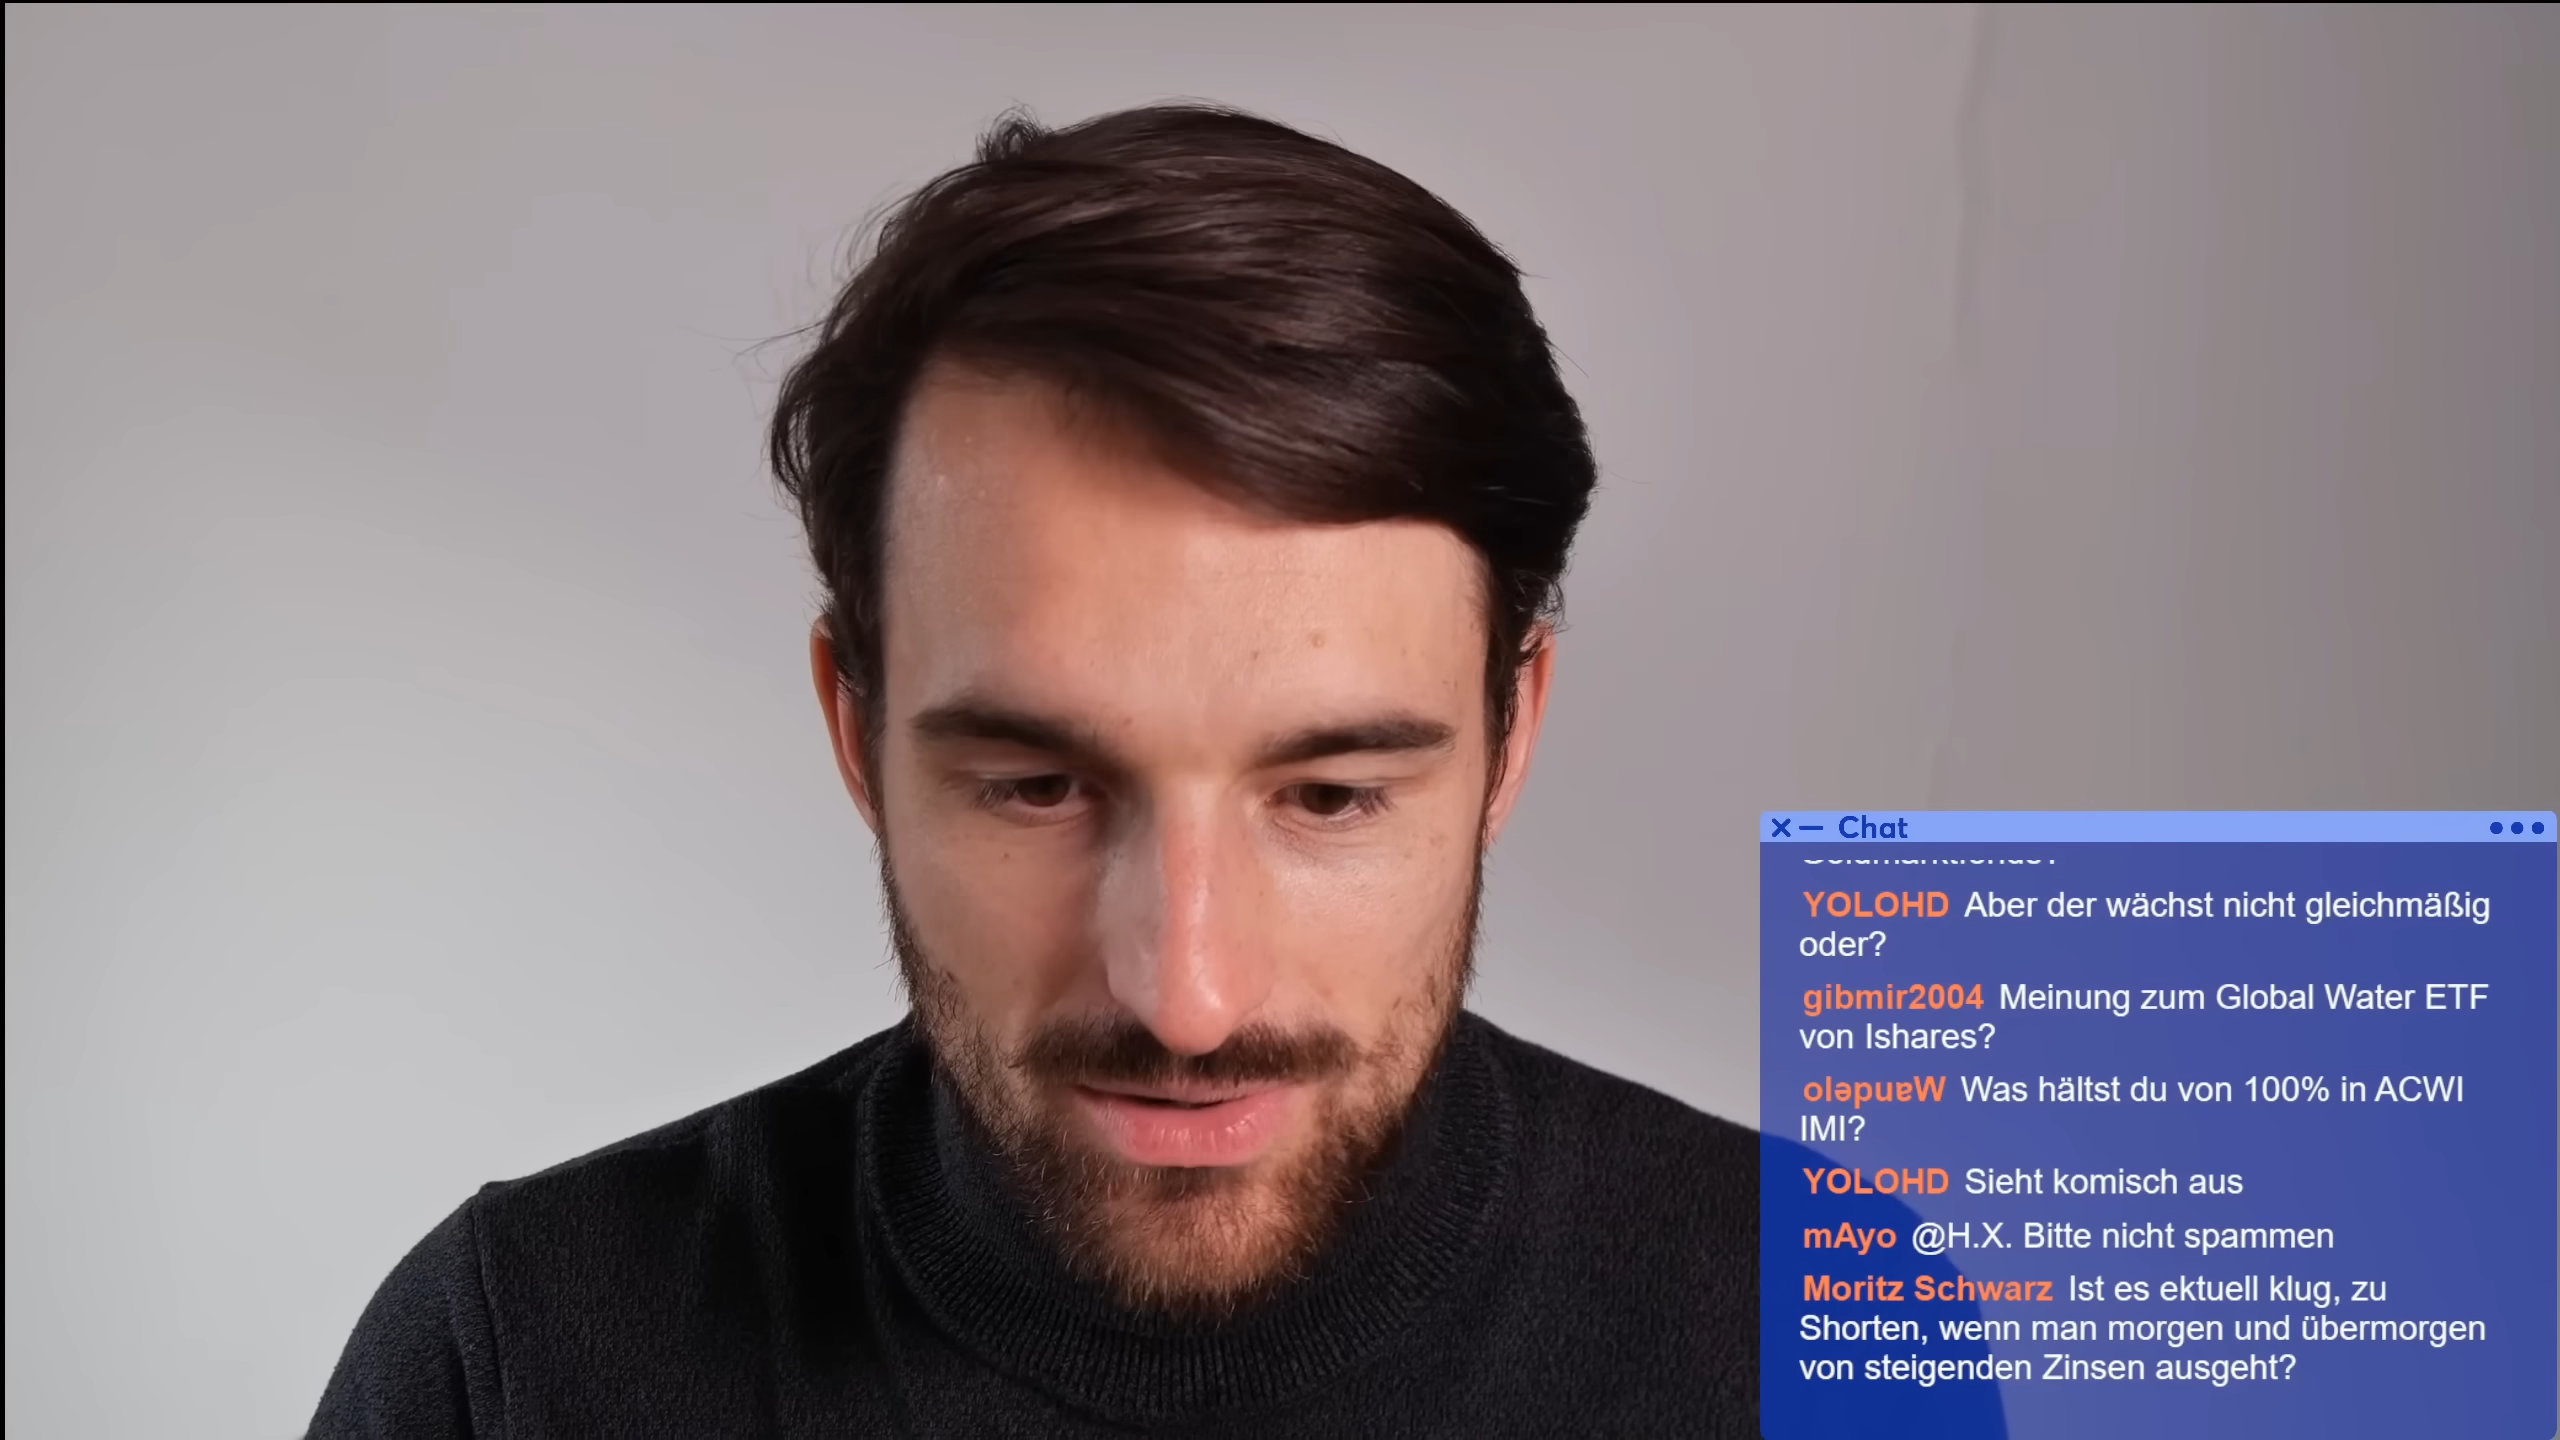 Chat
YOLOHD Aber der wächst nicht gleichmäßig
oder?
gibmir2004 Meinung zum Global Water ETF
von Ishares?
oləpuɐW Was hältst du von 100% in ACWI
IMI?
YOLOHD Sieht komisch aus
mAyo @H.X. Bitte nicht spammen
Moritz Schwarz Ist es ektuell klug, zu
Shorten, wenn man morgen und übermorgen
von steigenden Zinsen ausgeht?